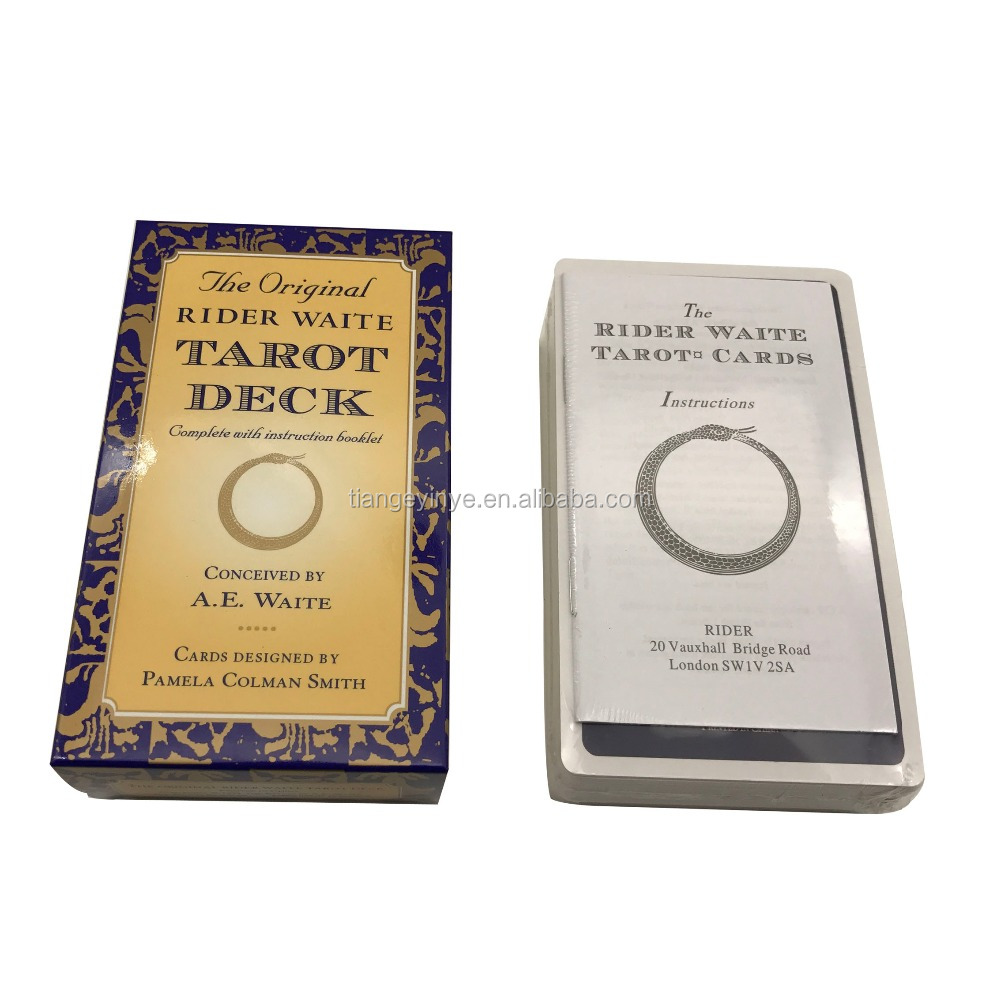 The Original
RIDER WAITE
TAROT
DECK
Complete with instruction booklet
CONCEIVED BY
A.E. WAITE
CARDS DESIGNED BY
PAMELA COLMAN SMITH
The
RIDER WAITE
TAROT¤ CARDS
Instructions
RIDER
20 Vauxhall Bridge Road
London SW1V 2SA
tiangeyinye.en.alibaba.com